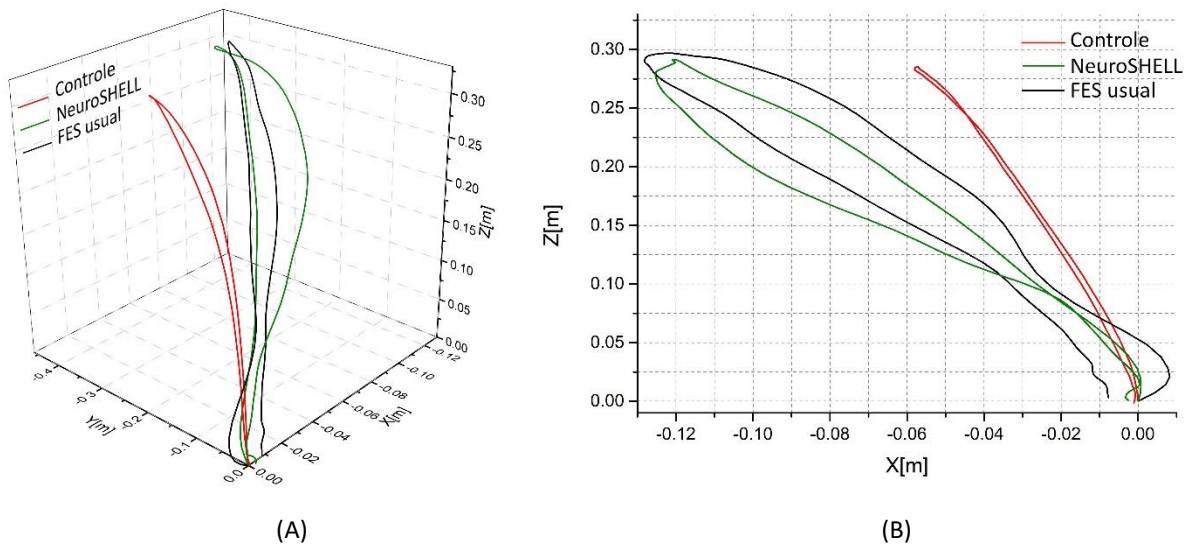 Controle
NeuroSHELL
FES usual
0.30
0.25
0.20
0.15
0.10
0.05
0.00
Z[m]
-0.4
-0.3
-0.2
-0.1
0.0
Y[m]
-0.12
-0.10
-0.08
-0.06
-0.04
-0.02
0.00
X[m]
(A)
Controle
NeuroSHELL
FES usual
0.30
0.25
0.20
0.15
0.10
0.05
0.00
Z[m]
-0.12 -0.10 -0.08 -0.06 -0.04 -0.02 0.00
X[m]
(B)